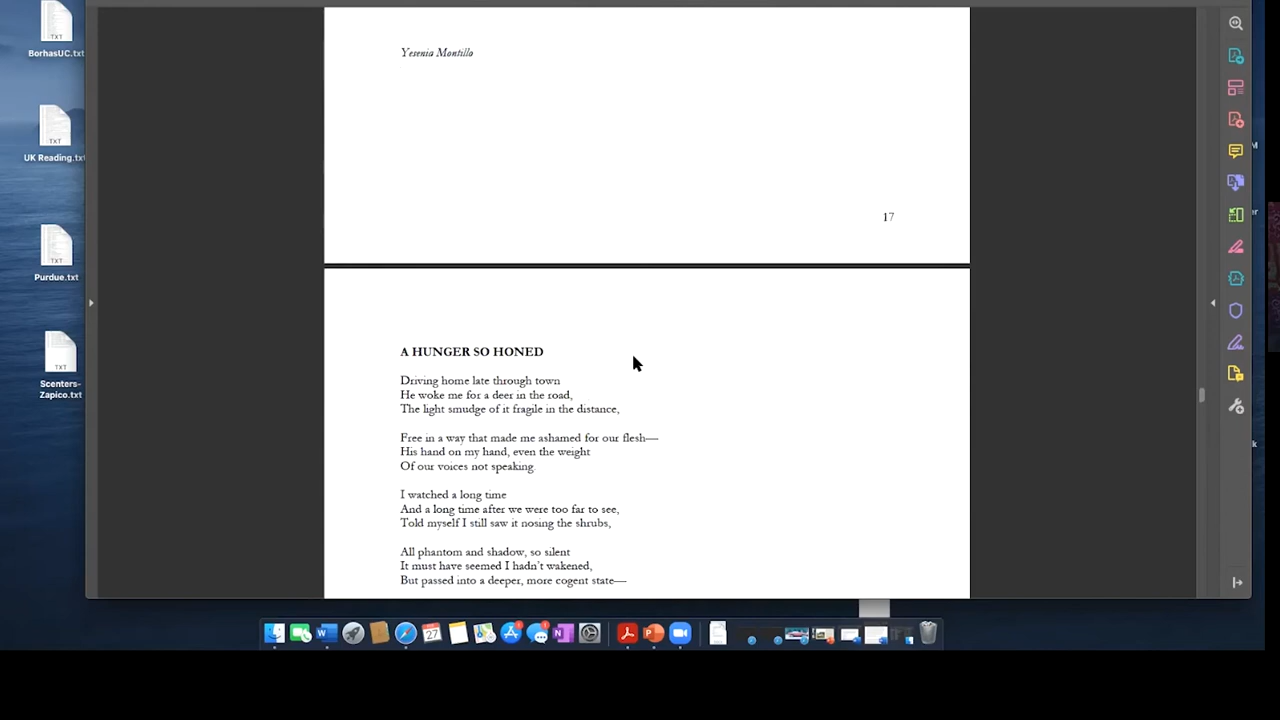 BorhasUC.txt
TXT
UK Reading.txt
TXT
Purdue.txt
TXT
Scenters-
Zapico.txt
Yesenia Montillo
17
A HUNGER SO HONED
Driving home late through town
He woke me for a deer in the road,
The light smudge of it fragile in the distance,
Free in a way that made me ashamed for our flesh—
His hand on my hand, even the weight
Of our voices not speaking
I watched a long time
And a long time after we were too far to see,
Told myself I still saw it nosing the shrubs,
All phantom and shadow, so silent
It must have seemed I hadn't wakened,
But passed into a deeper, more cogent state—
27